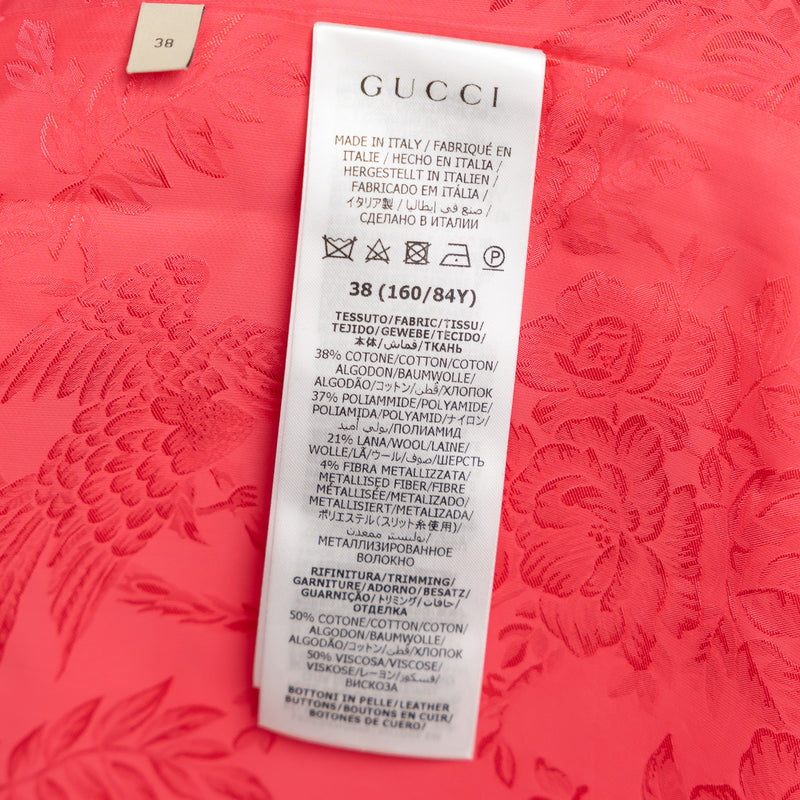 38
GUCCI
MADE IN ITALY / FABRIQUÉ EN
ITALIE / HECHO EN ITALIA /
HERGESTELLT IN ITALIEN /
FABRICADO EM ITÁLIA /
イタリア製 / صنع في إيطاليا /
СДЕЛАНО В ИТАЛИИ
P
38 (160/84Y)
TESSUTO/FABRIC/TISSU/
TEJIDO/GEWEBE/TECIDO/
本体/قماش/ТКАНЬ
38% COTONE/COTTON/COTON/
ALGODON/BAUMWOLLE/
ALGODÃO/コットン/قطن/ХЛОПОК
37% POLIAMMIDE/POLYAMIDE/
POLIAMIDA/POLYAMID/ナイロン/
بولي أميد/ПОЛИАМИД
21% LANA/WOOL/LAINE/
WOLLE/LÃ/ウール/صوف/ШЕРСТЬ
4% FIBRA METALLIZZATA/
METALLISED FIBER/FIBRE
MÉTALLISÉE/METALIZADO/
METALLISIERT/METALIZADA/
ポリエステル(スリット糸使用)/
بوليستر ممعدن/
МЕТАЛЛИЗИРОВАННОЕ
ВОЛОКНО
RIFINITURA/TRIMMING/
GARNITURE/ADORNO/BESATZ/
GUARNIÇÃO/トリミング/حافات/
ОТДЕЛКА
50% COTONE/COTTON/COTON/
ALGODON/BAUMWOLLE/
ALGODÃO/コットン/قطن/ХЛОПОК
50% VISCOSA/VISCOSE/
VISKOSE/レーヨン/فسكوز/
ВИСКОЗА
BOTTONI IN PELLE/LEATHER
BUTTONS/BOUTONS EN CUIR/
BOTONES DE CUERO/